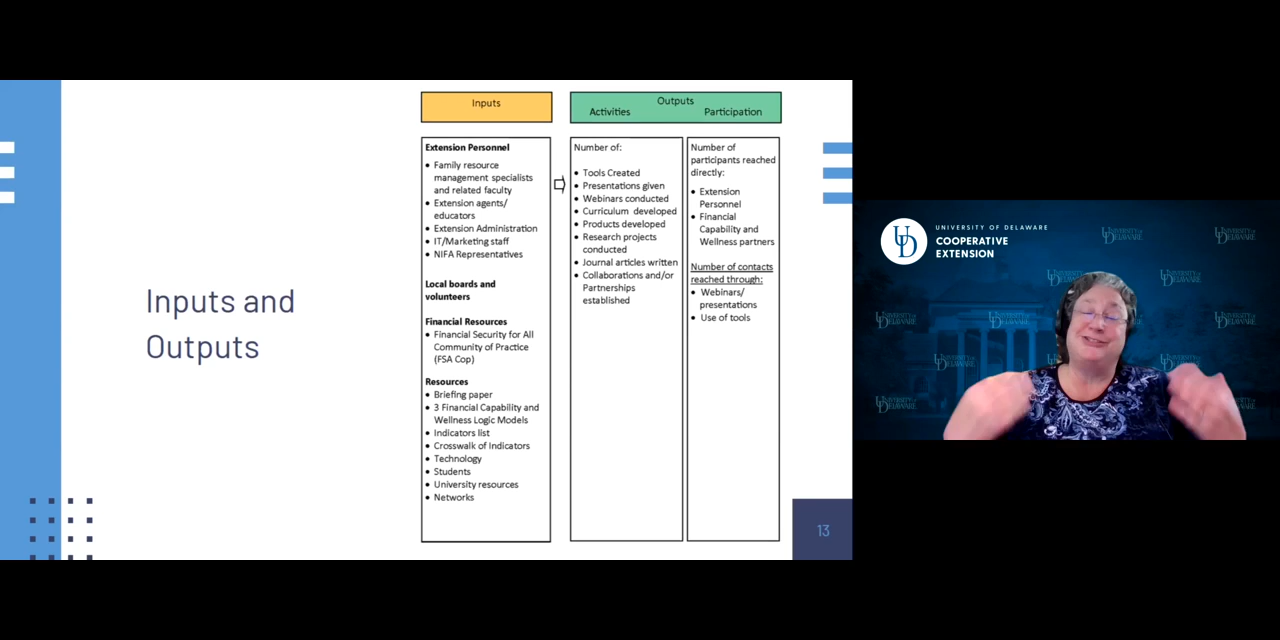 Inputs and
Outputs
Inputs
Outputs
Activities
Participation
Extension Personnel
• Family resource
management specialists
and related faculty
• Extension agents/
educators
• Extension Administration
• IT/Marketing staff
• NIFA Representatives
Local boards and
volunteers
Financial Resources
• Financial Security for All
Community of Practice
(FSA Cop)
Resources
• Briefing paper
• 3 Financial Capability and
Wellness Logic Models
• Indicators list
• Crosswalk of Indicators
• Technology
• Students
• University resources
• Networks
Number of:
• Tools Created
• Presentations given
• Webinars conducted
• Curriculum developed
• Products developed
• Research projects
conducted
• Journal articles written
• Collaborations and/or
Partnerships
established
Number of
participants reached
directly:
• Extension
Personnel
• Financial
Capability and
Wellness partners
Number of contacts
reached through:
• Webinars/
presentations
• Use of tools
13
UD
UNIVERSITY OF DELAWARE
COOPERATIVE
EXTENSION